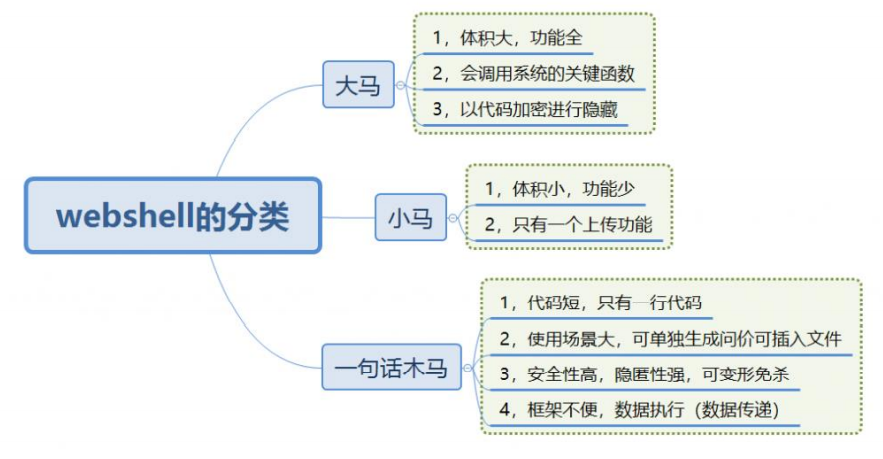 webshell的分类
大马
1，体积大，功能全
2，会调用系统的关键函数
3，以代码加密进行隐藏
小马
1，体积小，功能少
2，只有一个上传功能
一句话木马
1，代码短，只有一行代码
2，使用场景大，可单独生成问价可插入文件
3，安全性高，隐匿性强，可变形免杀
4，框架不便，数据执行（数据传递）